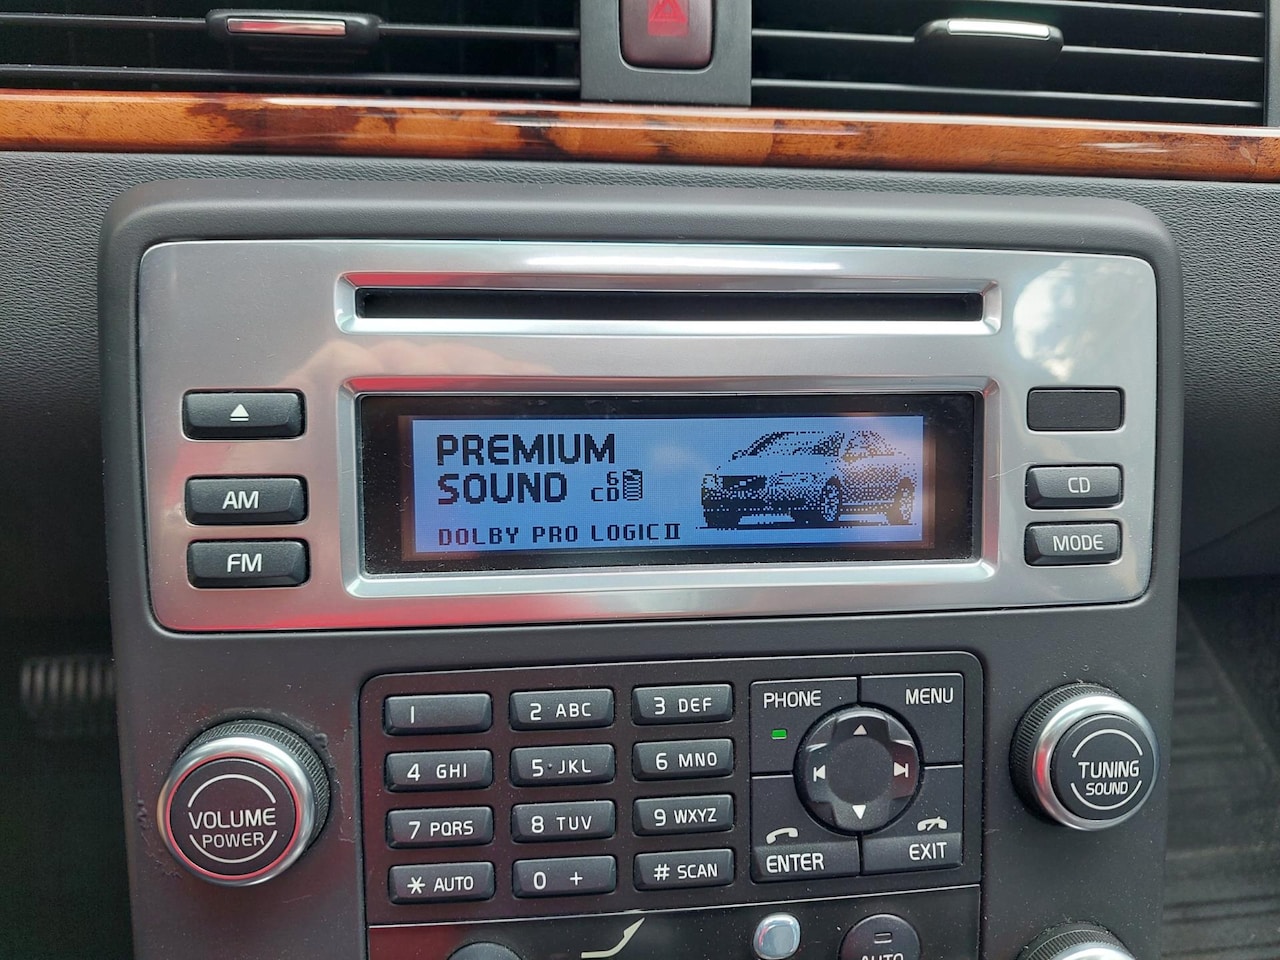 PREMIUM
SOUND 6 CD
DOLBY PRO LOGIC II
AM
FM
CD
MODE
1
2 ABC
3 DEF
4 GHI
5 JKL
6 MNO
7 PQRS
8 TUV
9 WXYZ
* AUTO
0 +
# SCAN
PHONE
MENU
ENTER
EXIT
VOLUME
POWER
TUNING
SOUND
AUTO